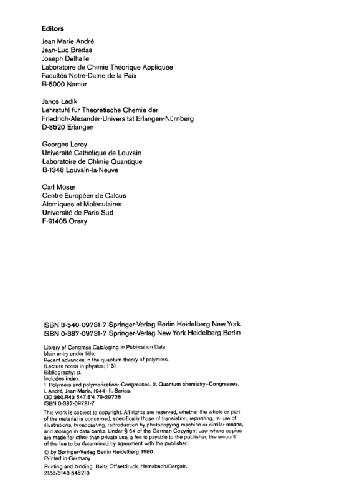 Editors
Jean Marie André
Jean-Luc Brédas
Joseph Delhalle
Laboratoire de Chimie Théorique Appliquée
Facultés Notre-Dame de la Paix
B-5000 Namur
Janos Ladik
Lehrstuhl für Theoretische Chemie der
Friedrich-Alexander-Universität Erlangen-Nürnberg
D-8520 Erlangen
Georges Leroy
Université Catholique de Louvain
Laboratoire de Chimie Quantique
B-1348 Louvain-la-Neuve
Carl Moser
Centre Européen de Calcus
Atomiques et Moléculaires
Université de Paris Sud
F-91405 Orsay
ISBN 3-540-09731-7 Springer-Verlag Berlin Heidelberg New York
ISBN 0-387-09731-7 Springer-Verlag New York Heidelberg Berlin
Library of Congress Cataloging in Publication Data
Main entry under title:
Recent advances in the quantum theory of polymers.
(Lecture notes in physics; 113)
Bibliography: p.
Includes index.
1. Polymers and polymerization--Congresses. 2. Quantum chemistry--Congresses.
I. André, Jean Marie, 1944- II. Series.
QD 380.R43 547.8'4 79-29736
ISBN 0-387-09731-7
This work is subject to copyright. All rights are reserved, whether the whole or part
of the material is concerned, specifically those of translation, reprinting, re-use of
illustrations, broadcasting, reproduction by photocopying machine or similar means,
and storage in data banks. Under § 54 of the German Copyright Law where copies
are made for other than private use, a fee is payable to the publisher, the amount
of the fee to be determined by agreement with the publisher.
© by Springer-Verlag Berlin Heidelberg 1980
Printed in Germany
Printing and binding: Beltz Offsetdruck, Hemsbach/Bergstr.
2153/3140-543210